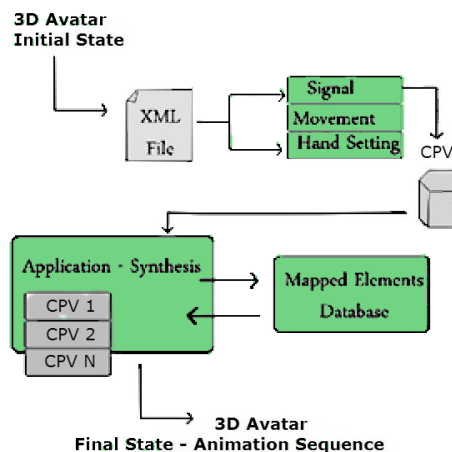 3D Avatar
Initial State
XML
File
Signal
Movement
Hand Setting
CPV
Application - Synthesis
CPV 1
CPV 2
CPV N
Mapped Elements
Database
3D Avatar
Final State - Animation Sequence